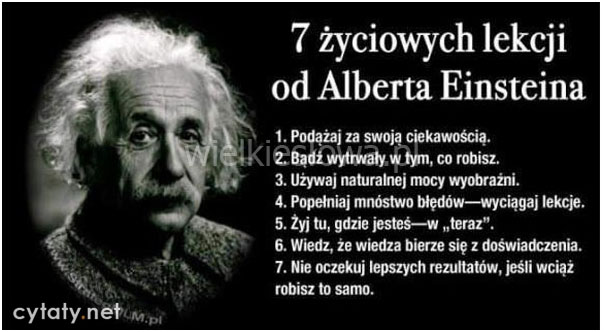 7 życiowych lekcji
od Alberta Einsteina
wielkieslowa.pl
1. Podążaj za swoją ciekawością.
2. Bądź wytrwały w tym, co robisz.
3. Używaj naturalnej mocy wyobraźni.
4. Popełniaj mnóstwo błędów—wyciągaj lekcje.
5. Żyj tu, gdzie jesteś—w „teraz”.
6. Wiedz, że wiedza bierze się z doświadczenia.
7. Nie oczekuj lepszych rezultatów, jeśli wciąż
robisz to samo.
cytaty.net